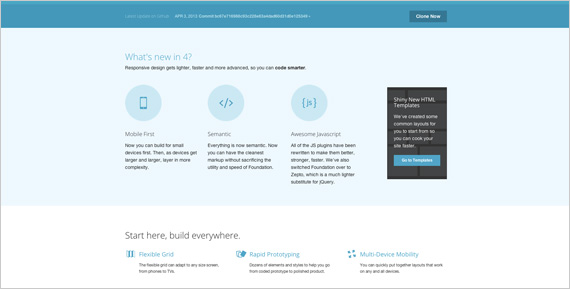 Latest update on Github
APR 5, 2013: Commit
Clone Now
What's new in 4?
Responsive design gets lighter, faster and more advanced, so you can code smarter.
</>
{js}
Mobile First
Now you can build for small
devices first. Then, as devices get
larger and larger, layer in more
complexity.
Semantic
Everything is now semantic. Now
you can have the cleanest
markup without sacrificing the
utility and speed of Foundation.
Awesome Javascript
All of the JS plugins have been
rewritten to make them better,
stronger, faster. We've also
switched Foundation over to
Zepto, which is a much lighter
substitute for jQuery.
Shiny New HTML
Templates
We've created some
common layouts for
you to start from so
you can cook your
site faster.
Go to Templates
Start here, build everywhere.
Flexible Grid
The flexible grid can adapt to any size screen,
from phones to TVs.
Rapid Prototyping
Dozens of elements and styles to help you go
from coded prototype to polished product.
Multi-Device Mobility
You can quickly put together layouts that work
on any and all devices.